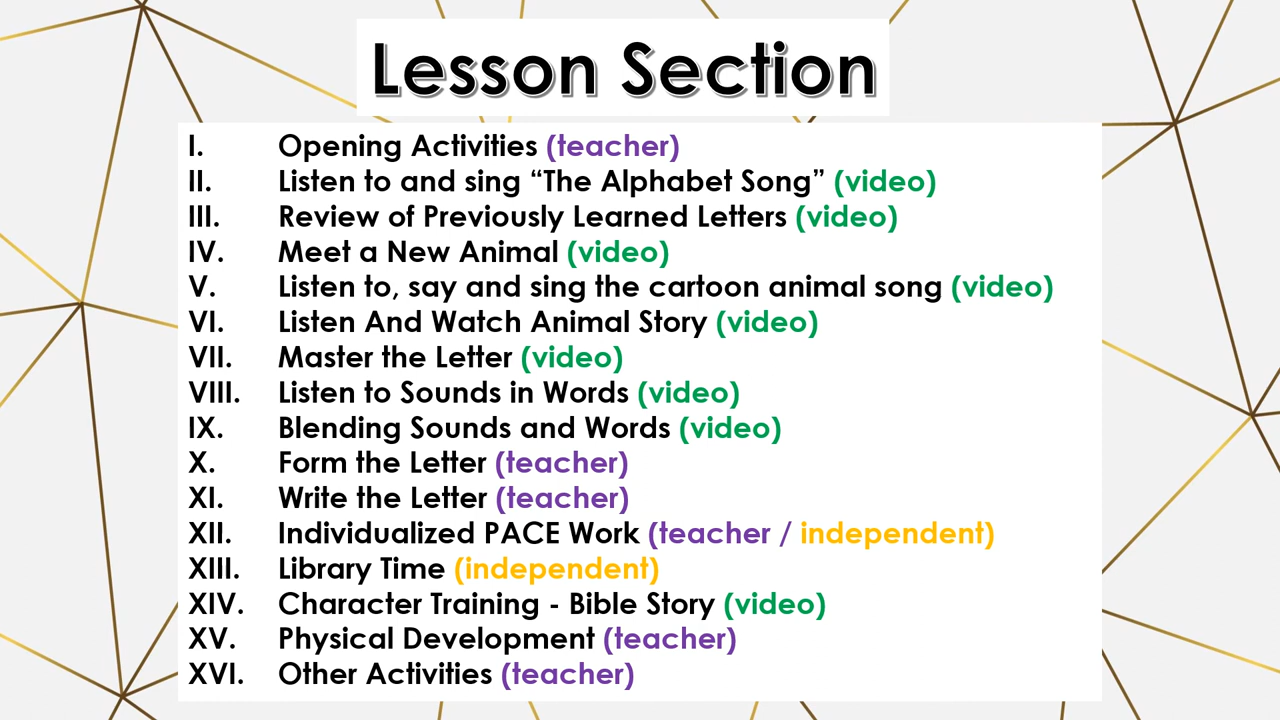 Lesson Section
I. Opening Activities (teacher)
II. Listen to and sing “The Alphabet Song” (video)
III. Review of Previously Learned Letters (video)
IV. Meet a New Animal (video)
V. Listen to, say and sing the cartoon animal song (video)
VI. Listen And Watch Animal Story (video)
VII. Master the Letter (video)
VIII. Listen to Sounds in Words (video)
IX. Blending Sounds and Words (video)
X. Form the Letter (teacher)
XI. Write the Letter (teacher)
XII. Individualized PACE Work (teacher / independent)
XIII. Library Time (independent)
XIV. Character Training - Bible Story (video)
XV. Physical Development (teacher)
XVI. Other Activities (teacher)